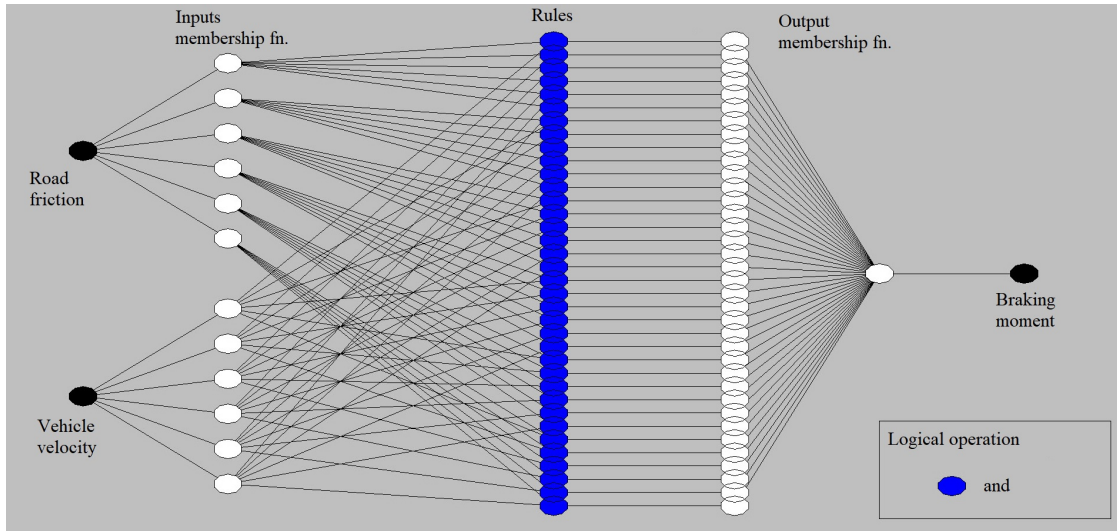 Inputs
membership fn.
Rules
Output
membership fn.
Road
friction
Vehicle
velocity
Braking
moment
Logical operation
and